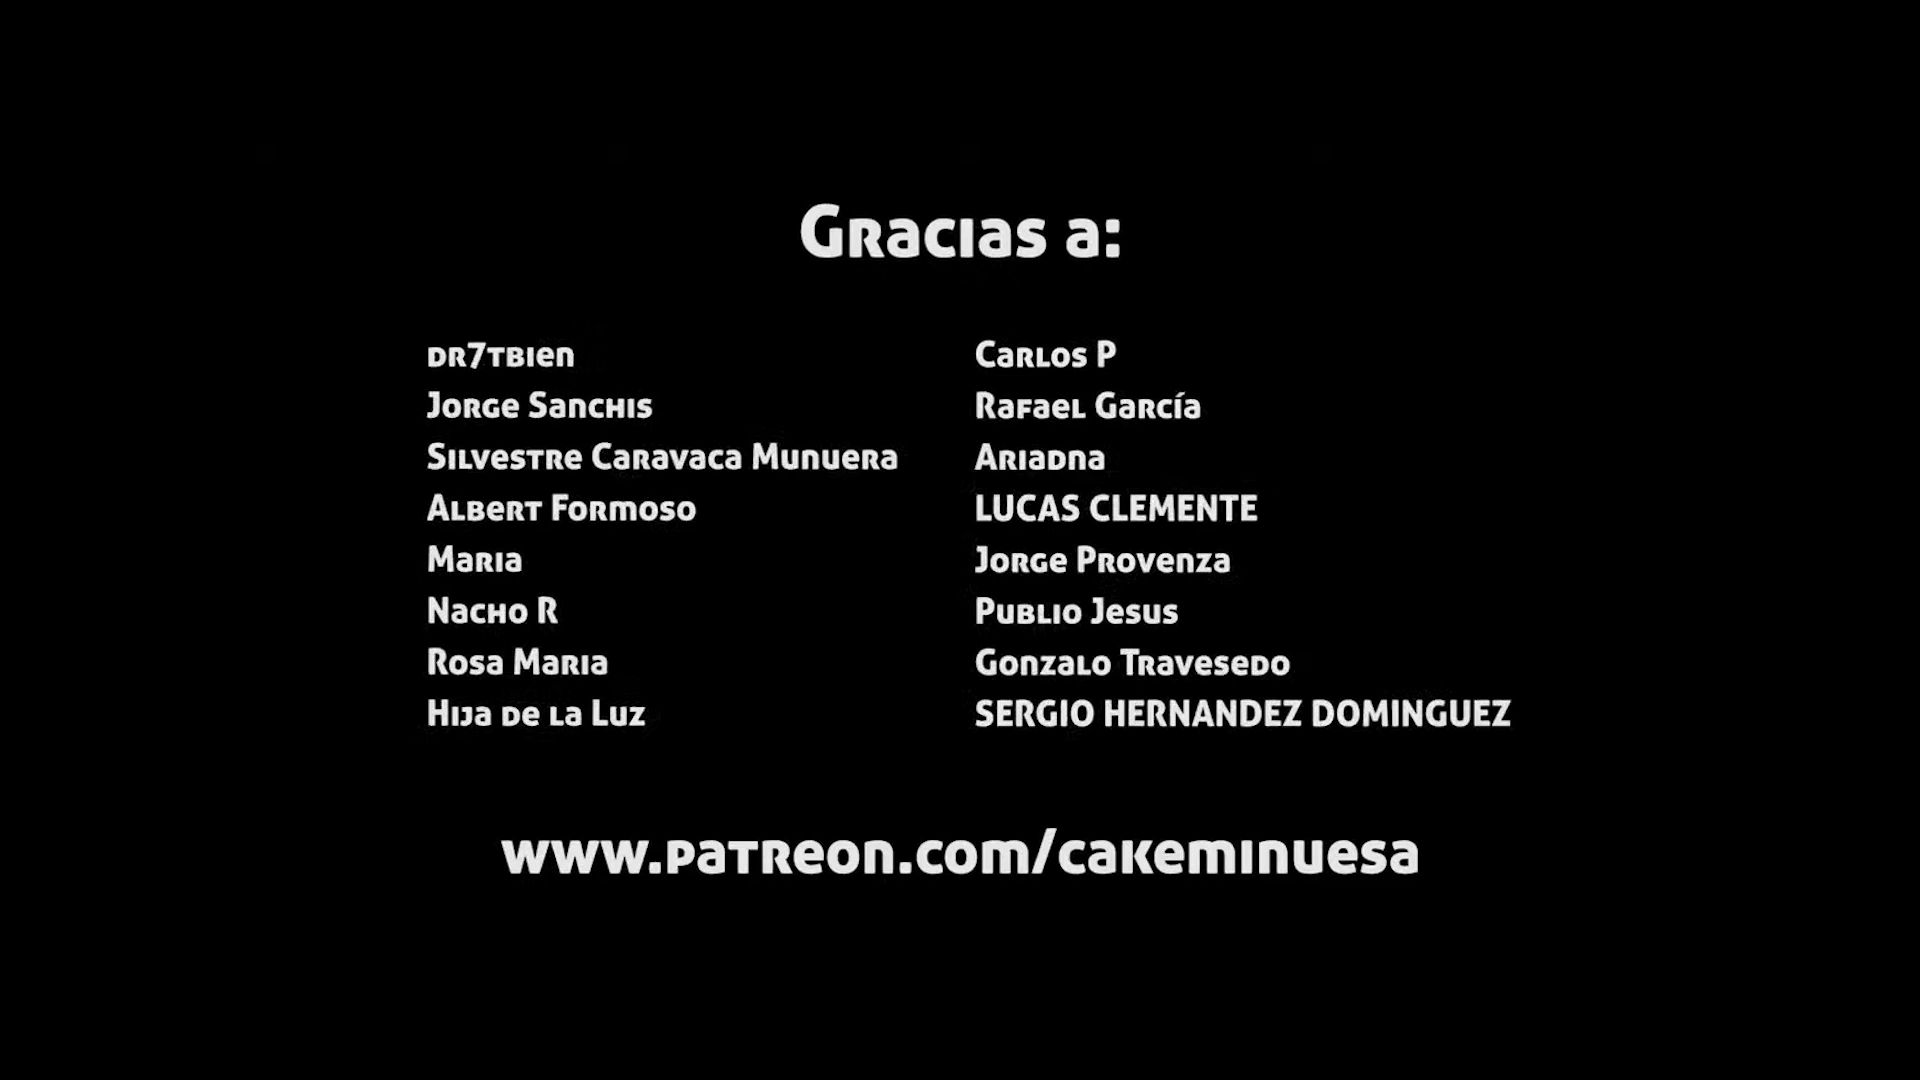 Gracias a:
dr7tbien
Jorge Sanchis
Silvestre Caravaca Munuera
Albert Formoso
Maria
Nacho R
Rosa Maria
Hija de la Luz
Carlos P
Rafael García
Ariadna
LUCAS CLEMENTE
Jorge Provenza
Publio Jesus
Gonzalo Travesedo
SERGIO HERNANDEZ DOMINGUEZ
www.patreon.com/cakeminuesa